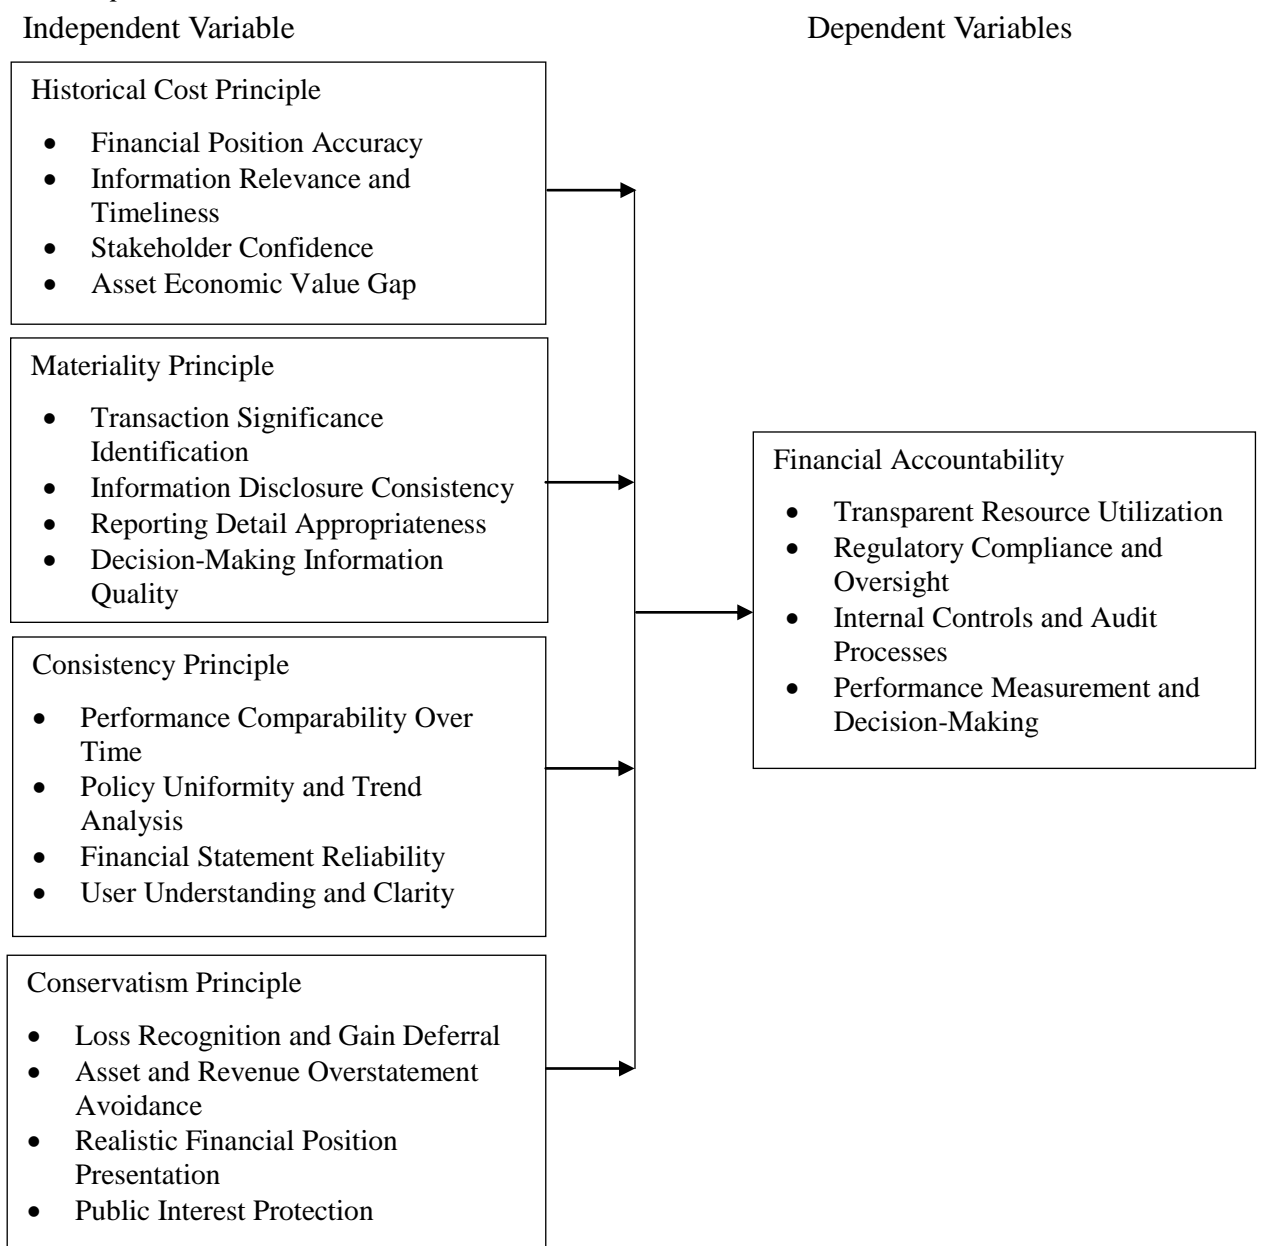 Independent Variable
Dependent Variables
Historical Cost Principle
• Financial Position Accuracy
• Information Relevance and
Timeliness
• Stakeholder Confidence
• Asset Economic Value Gap
Materiality Principle
• Transaction Significance
Identification
• Information Disclosure Consistency
• Reporting Detail Appropriateness
• Decision-Making Information
Quality
Consistency Principle
• Performance Comparability Over
Time
• Policy Uniformity and Trend
Analysis
• Financial Statement Reliability
• User Understanding and Clarity
Conservatism Principle
• Loss Recognition and Gain Deferral
• Asset and Revenue Overstatement
Avoidance
• Realistic Financial Position
Presentation
• Public Interest Protection
Financial Accountability
• Transparent Resource Utilization
• Regulatory Compliance and
Oversight
• Internal Controls and Audit
Processes
• Performance Measurement and
Decision-Making